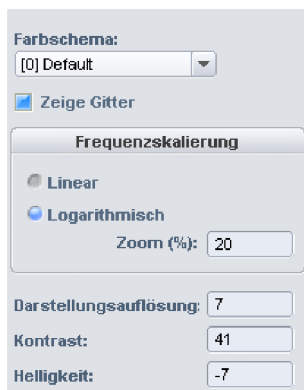 Farbschema:
[0] Default
Zeige Gitter
Frequenzskalierung
Linear
Logarithmisch
Zoom (%): 20
Darstellungsauflösung: 7
Kontrast: 41
Helligkeit: -7